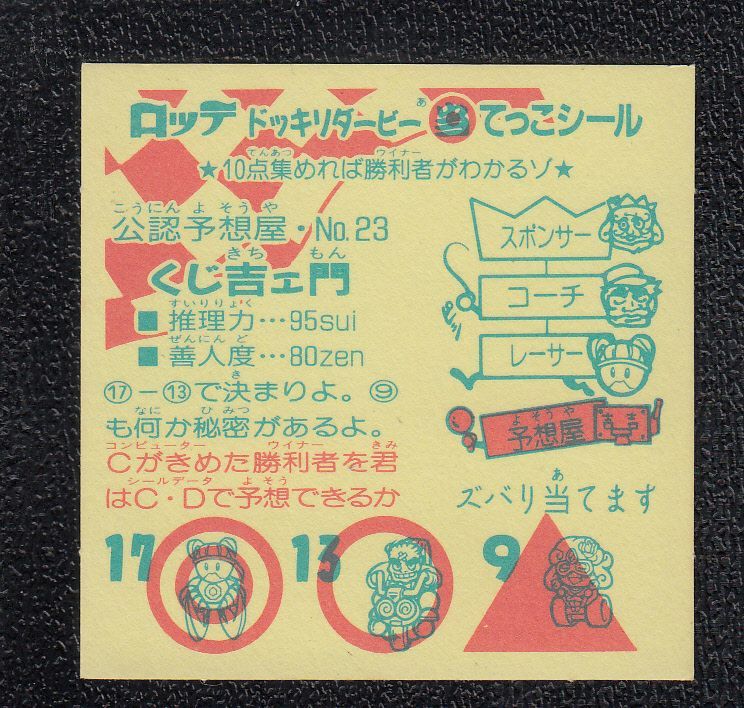 ロッテ ドッキリダービー 当てっこシール
★10点集めれば勝利者がわかるゾ★
公認予想屋・No.23
くじ吉ェ門
■推理力…95sui
■善人度…80zen
⑰−⑬で決まりよ。⑨
も何か秘密があるよ。
Cがきめた勝利者を君
はC・Dで予想できるか
スポンサー
コーチ
レーサー
予想屋
ズバリ当てます
17 13 9